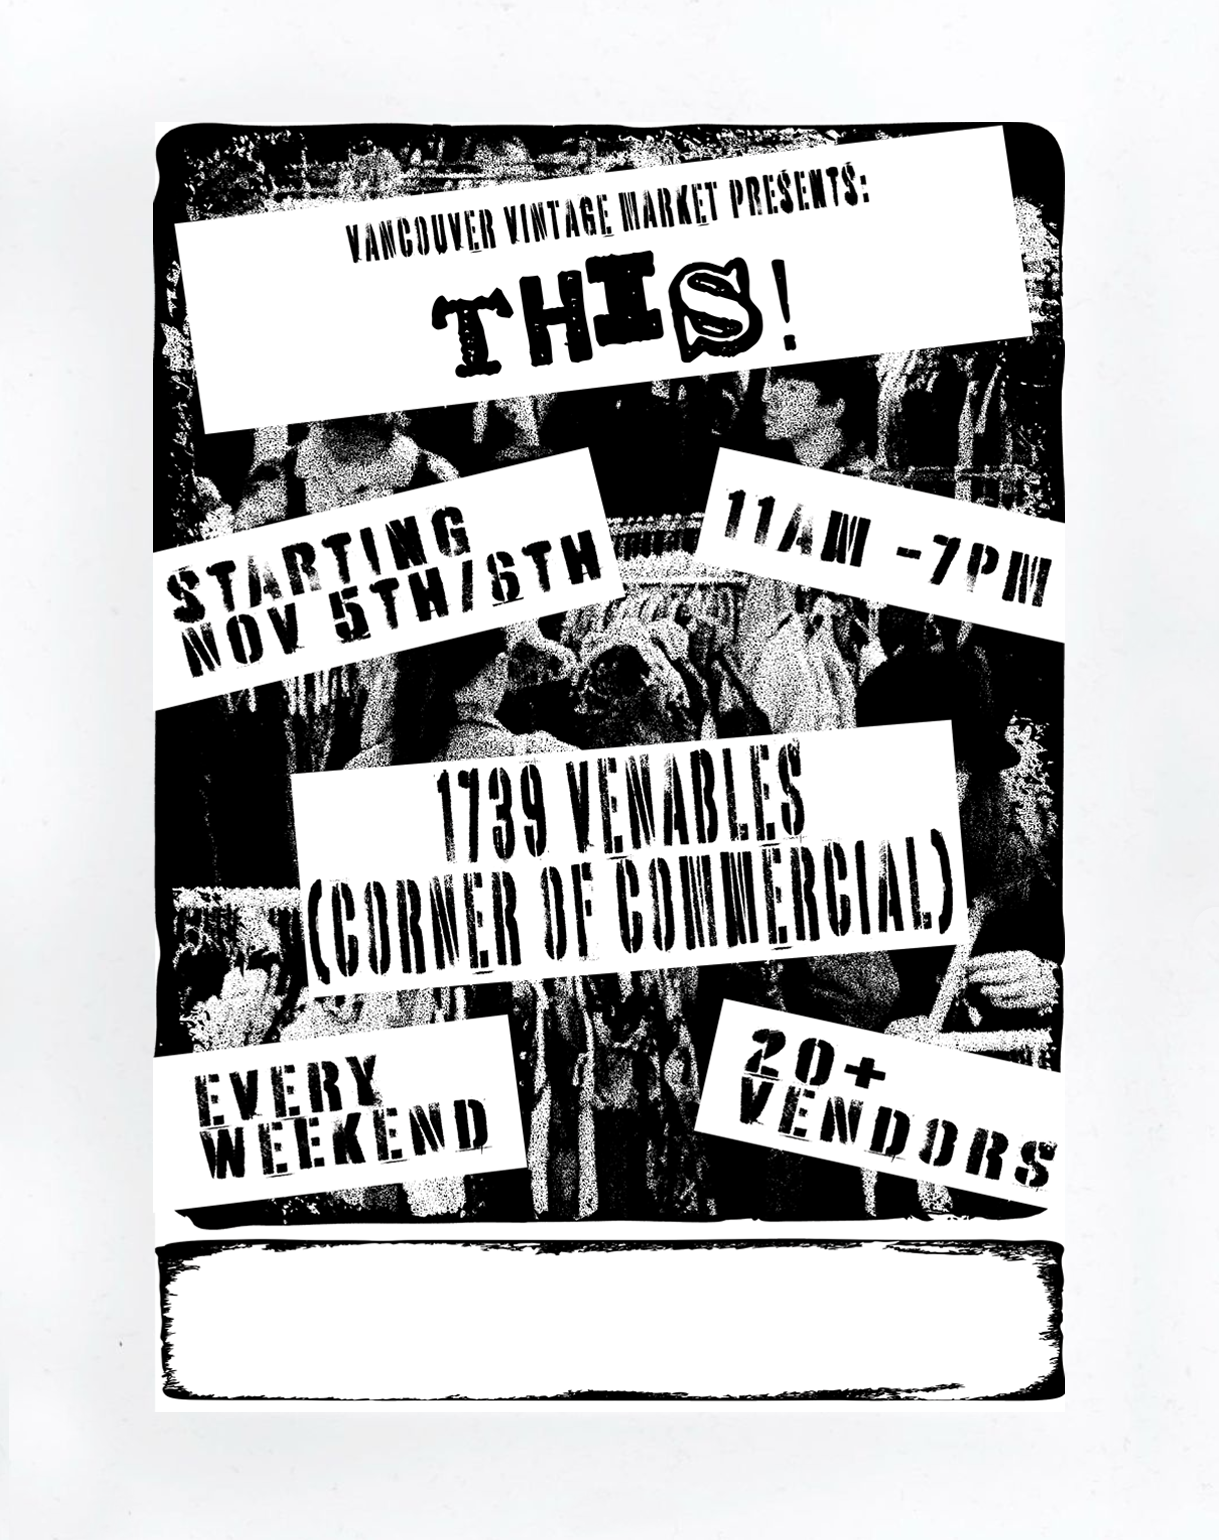 VANCOUVER VINTAGE MARKET PRESENTS:
THIS!
STARTING
NOV 5TH/6TH
11AM -7PM
1739 VENABLES
(CORNER OF COMMERCIAL)
EVERY
WEEKEND
20+
VENDORS